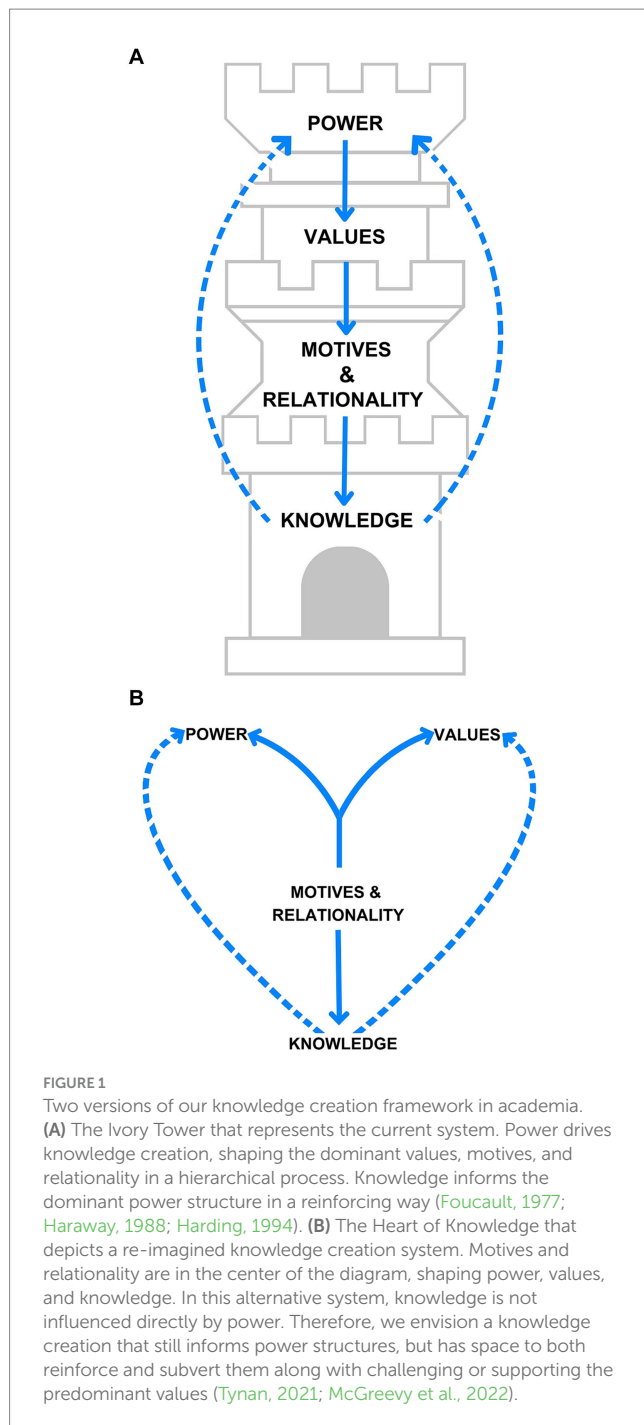 A
POWER
VALUES
MOTIVES
&
RELATIONALITY
KNOWLEDGE
B
POWER
VALUES
MOTIVES &
RELATIONALITY
KNOWLEDGE
FIGURE 1
Two versions of our knowledge creation framework in academia.
(A) The Ivory Tower that represents the current system. Power drives
knowledge creation, shaping the dominant values, motives, and
relationality in a hierarchical process. Knowledge informs the
dominant power structure in a reinforcing way (Foucault, 1977;
Haraway, 1988; Harding, 1994). (B) The Heart of Knowledge that
depicts a re-imagined knowledge creation system. Motives and
relationality are in the center of the diagram, shaping power, values,
and knowledge. In this alternative system, knowledge is not
influenced directly by power. Therefore, we envision a knowledge
creation that still informs power structures, but has space to both
reinforce and subvert them along with challenging or supporting the
predominant values (Tynan, 2021; McGreevy et al., 2022).